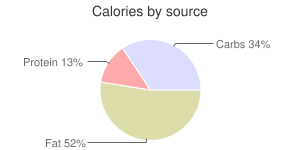 Calories by source
Carbs 34%
Protein 13%
Fat 52%